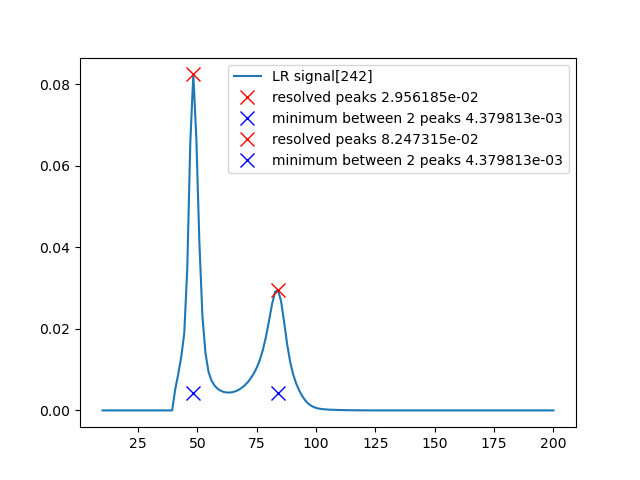 LR signal[242]
resolved peaks 2.956185e-02
minimum between 2 peaks 4.379813e-03
resolved peaks 8.247315e-02
minimum between 2 peaks 4.379813e-03
0.08
0.06
0.04
0.02
0.00
25 50 75 100 125 150 175 200